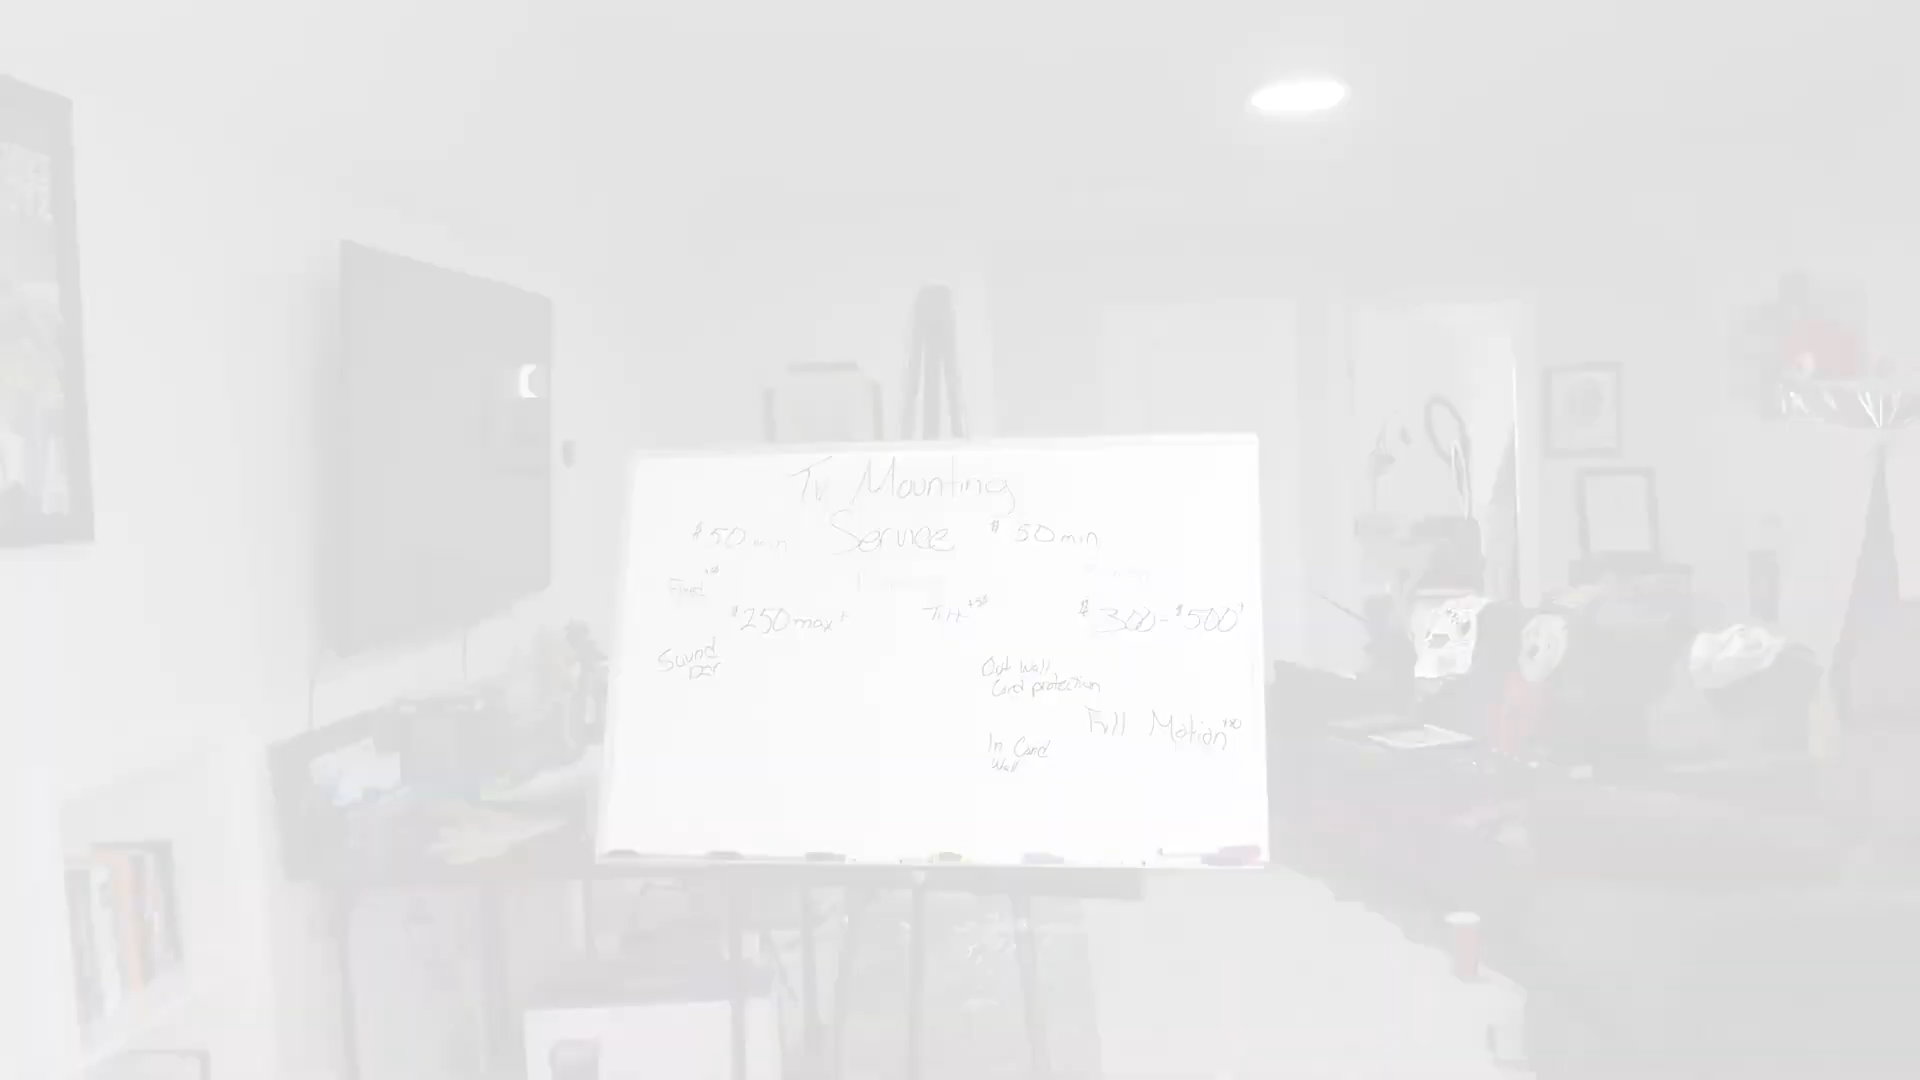 Tv Mounting
Service
$50 min
$50 min
Fixed
$250 max+
Tilt
$300-$500+
Sound
Out Wall
Cord protection
Full Motion
In Cord
Wall